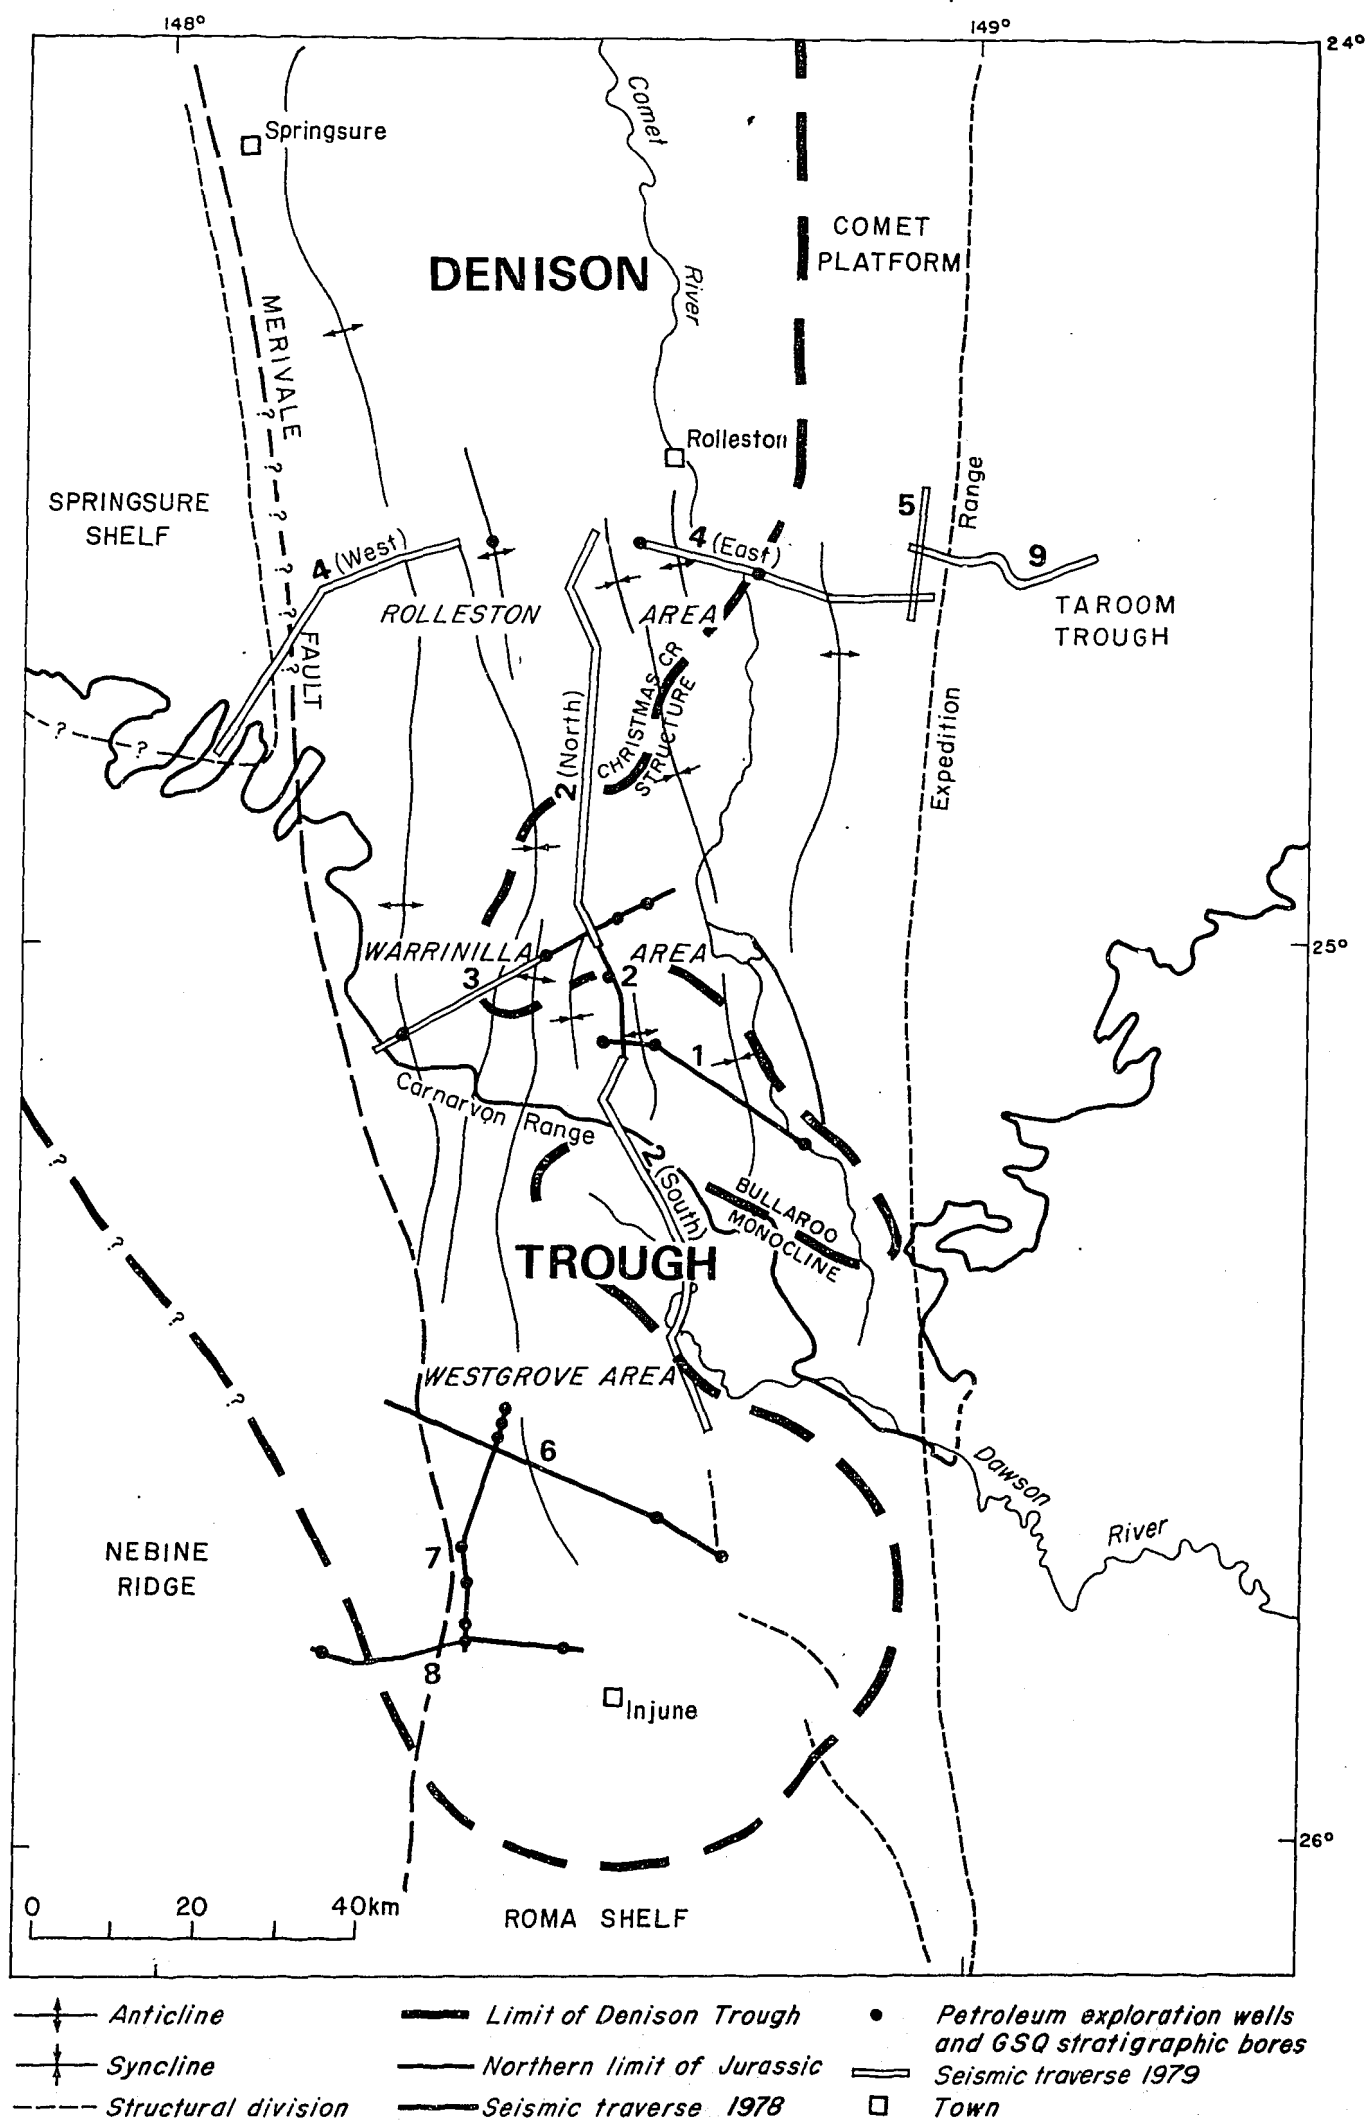 148°
149°
24°
Springsure
Comet
River
COMET
PLATFORM
DENISON
MERIVALE
?
?
?
?
?
?
FAULT
Rolleston
SPRINGSURE
SHELF
Range
5
4 (West)
4 (East)
9
ROLLESTON
AREA
TAROOM
TROUGH
CHRISTMAS CR
STRUCTURE
2 (North)
?
?
Expedition
WARRINILLA
AREA
25°
3
2
1
Carnarvon Range
?
2 (South)
BULLAROO
MONOCLINE
?
TROUGH
?
WESTGROVE AREA
?
6
Dawson
River
NEBINE
RIDGE
7
8
Injune
26°
0
20
40km
ROMA SHELF
Anticline
Limit of Denison Trough
Petroleum exploration wells
and GSQ stratigraphic bores
Syncline
Northern limit of Jurassic
Seismic traverse 1979
Structural division
Seismic traverse 1978
Town